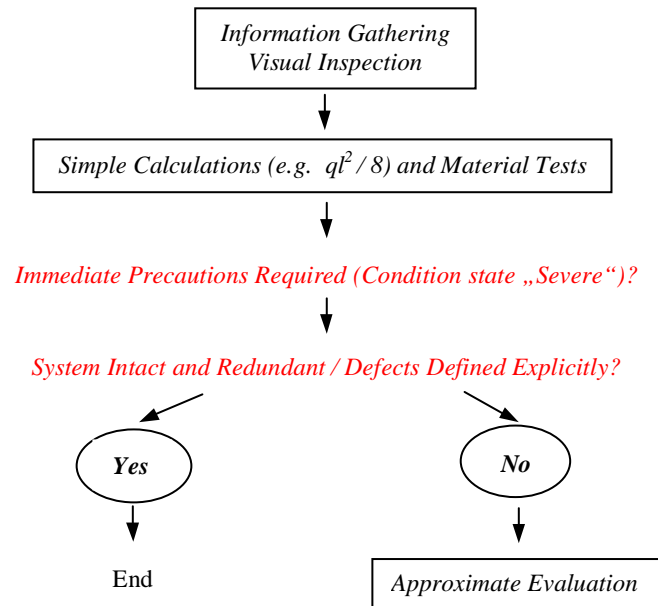 Information Gathering
Visual Inspection
Simple Calculations (e.g. ql² / 8) and Material Tests
Immediate Precautions Required (Condition state „Severe“)?
System Intact and Redundant / Defects Defined Explicitly?
Yes
No
End
Approximate Evaluation